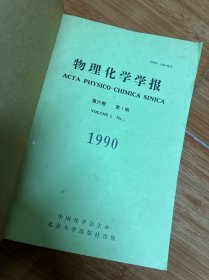 物理化学学报
ACTA PHYSICO-CHIMICA SINICA
第六卷 第1期
VOLUME 6 No.1
1990
中国化学会主办
北京大学出版社出版